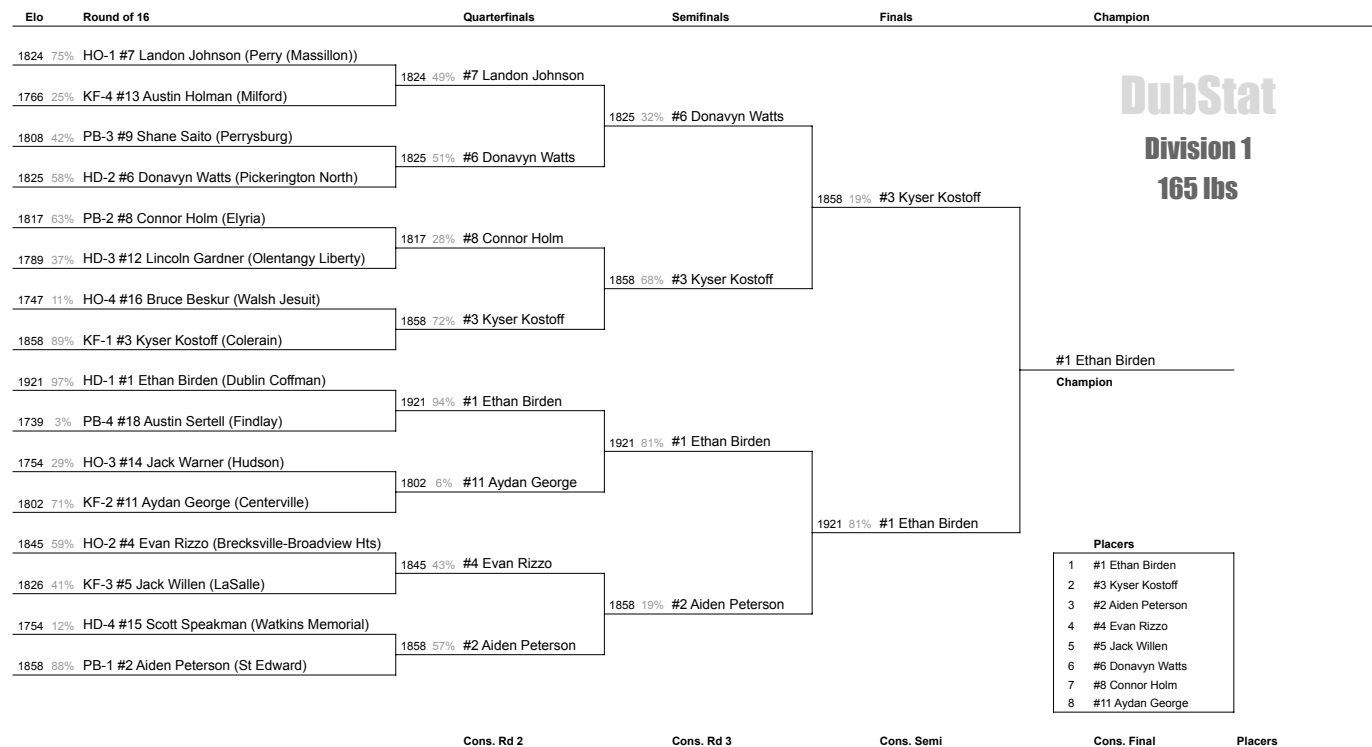 Elo Round of 16 Quarterfinals Semifinals Finals Champion
1824 75% HO-1 #7 Landon Johnson (Perry (Massillon))
1824 49% #7 Landon Johnson
1766 25% KF-4 #13 Austin Holman (Milford)
1825 32% #6 Donavyn Watts
1808 42% PB-3 #9 Shane Saito (Perrysburg)
1825 51% #6 Donavyn Watts
1825 58% HD-2 #6 Donavyn Watts (Pickerington North)
DubStat
Division 1
165 lbs
1858 19% #3 Kyser Kostoff
1817 63% PB-2 #8 Connor Holm (Elyria)
1817 28% #8 Connor Holm
1789 37% HD-3 #12 Lincoln Gardner (Olentangy Liberty)
1858 68% #3 Kyser Kostoff
1747 11% HO-4 #16 Bruce Beskur (Walsh Jesuit)
1858 72% #3 Kyser Kostoff
1858 89% KF-1 #3 Kyser Kostoff (Colerain)
#1 Ethan Birden
Champion
1921 97% HD-1 #1 Ethan Birden (Dublin Coffman)
1921 94% #1 Ethan Birden
1739 3% PB-4 #18 Austin Sertell (Findlay)
1921 81% #1 Ethan Birden
1754 29% HO-3 #14 Jack Warner (Hudson)
1802 6% #11 Aydan George
1802 71% KF-2 #11 Aydan George (Centerville)
1921 81% #1 Ethan Birden
1845 59% HO-2 #4 Evan Rizzo (Brecksville-Broadview Hts)
1845 43% #4 Evan Rizzo
1826 41% KF-3 #5 Jack Willen (LaSalle)
1858 19% #2 Aiden Peterson
1754 12% HD-4 #15 Scott Speakman (Watkins Memorial)
1858 57% #2 Aiden Peterson
1858 88% PB-1 #2 Aiden Peterson (St Edward)
Placers
1 #1 Ethan Birden
2 #3 Kyser Kostoff
3 #2 Aiden Peterson
4 #4 Evan Rizzo
5 #5 Jack Willen
6 #6 Donavyn Watts
7 #8 Connor Holm
8 #11 Aydan George
Cons. Rd 2 Cons. Rd 3 Cons. Semi Cons. Final Placers